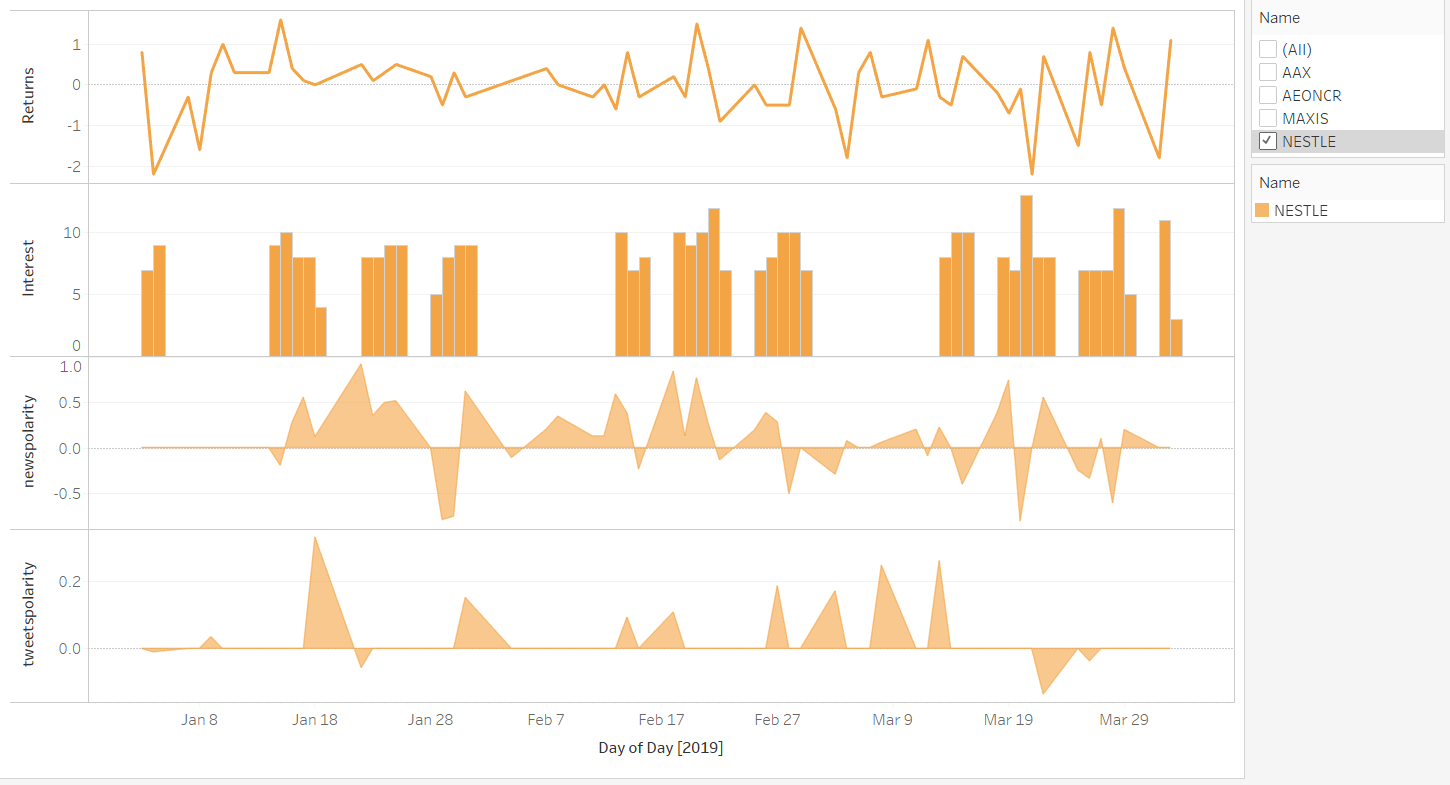 Returns
1
0
-1
-2
Interest
10
5
0
newspolarity
1.0
0.5
0.0
-0.5
tweetspolarity
0.2
0.0
Jan 8 Jan 18 Jan 28 Feb 7 Feb 17 Feb 27 Mar 9 Mar 19 Mar 29
Day of Day [2019]
Name
(All)
AAX
AEONCR
MAXIS
NESTLE
Name
NESTLE